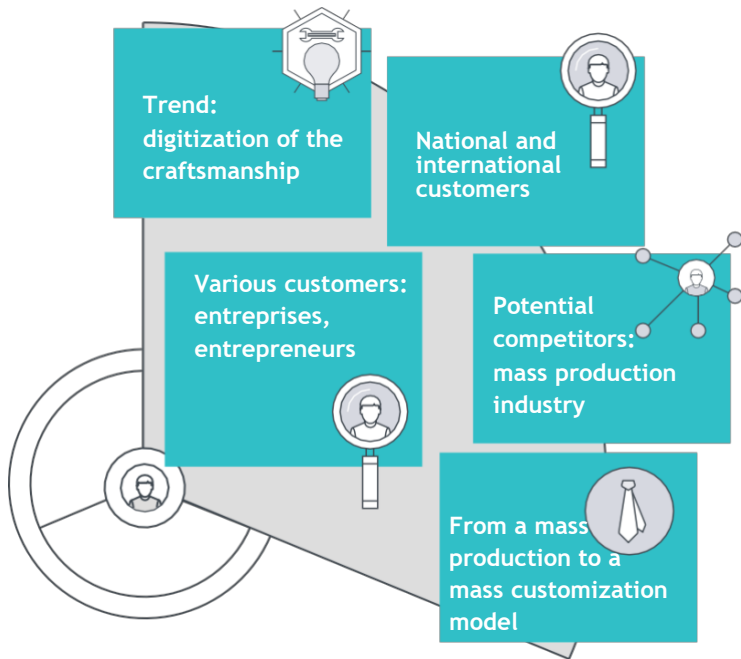 Trend:
digitization of the
craftsmanship
National and
international
customers
Various customers:
entreprises,
entrepreneurs
Potential
competitors:
mass production
industry
From a mass
production to a
mass customization
model